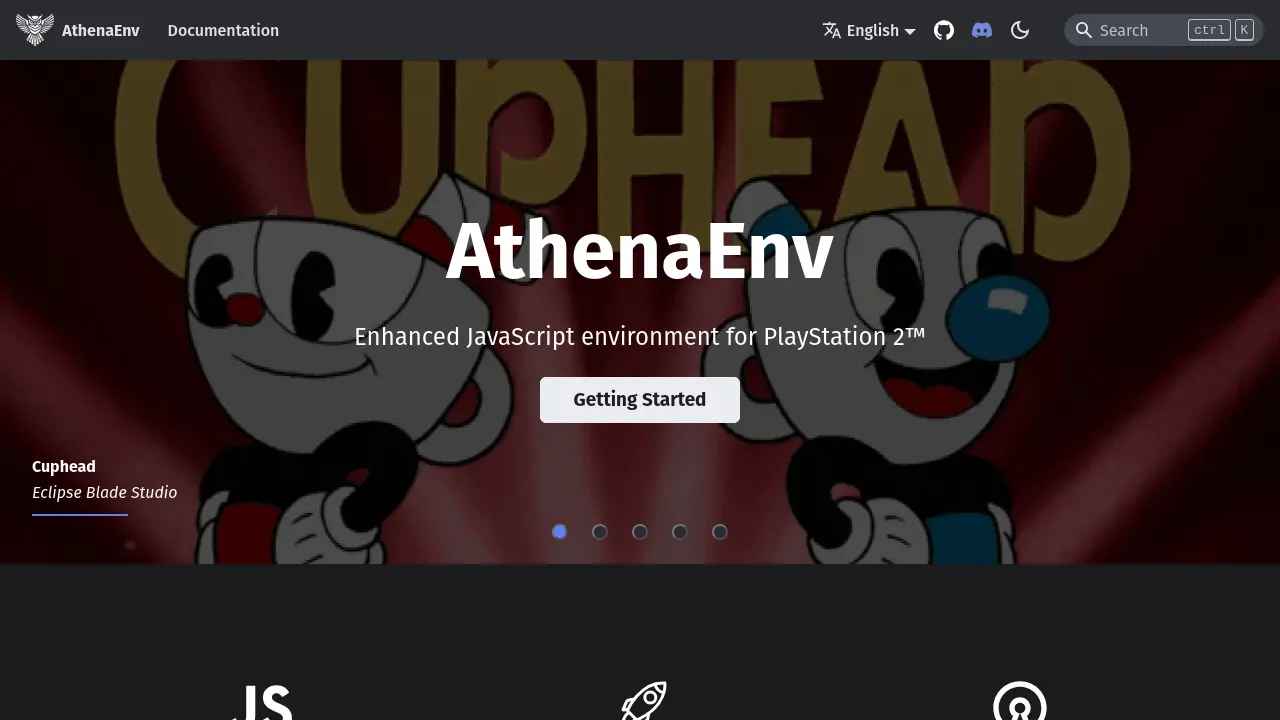 AthenaEnv
Documentation
English
Search
ctrl K
CUPHEAD
AthenaEnv
Enhanced JavaScript environment for PlayStation 2™
Getting Started
Cuphead
Eclipse Blade Studio
JS